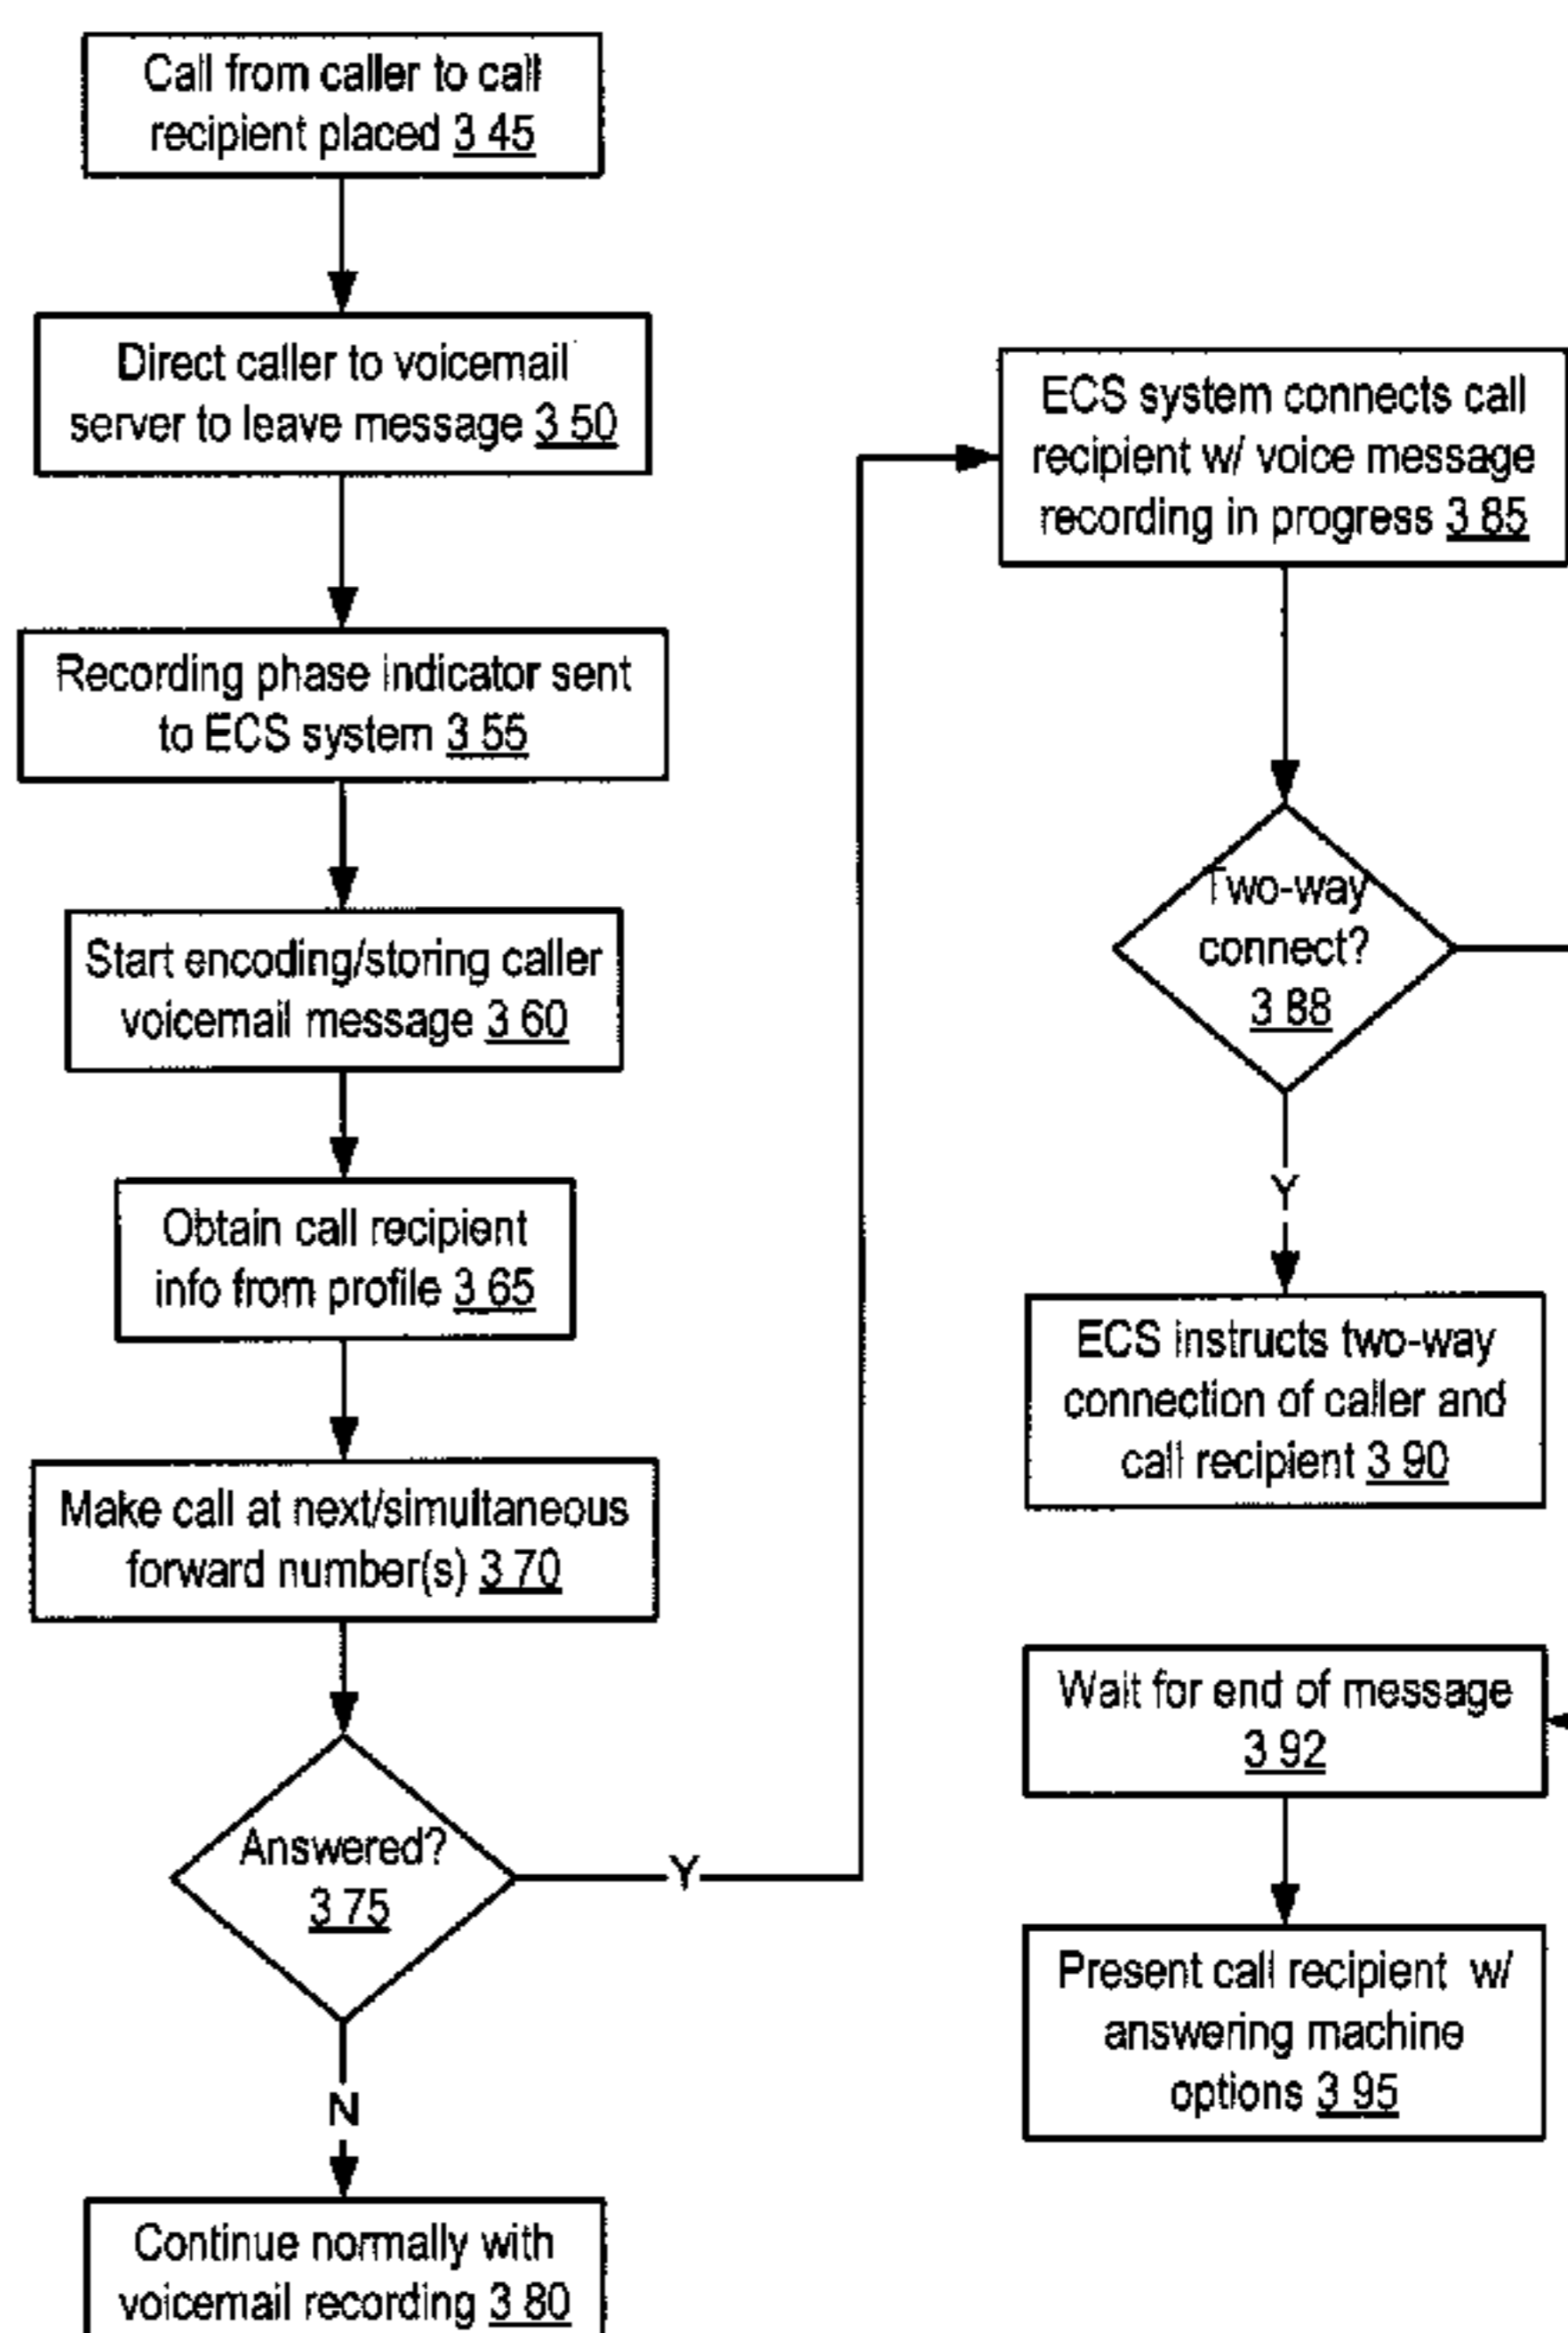 Call from caller to call
recipient placed 3 45
Direct caller to voicemail
server to leave message 3 50
Recording phase indicator sent
to ECS system 3 55
Start encoding/storing caller
voicemail message 3 60
Obtain call recipient
info from profile 3 65
Make call at next/simultaneous
forward number(s) 3 70
Answered?
3 75
Y
N
Continue normally with
voicemail recording 3 80
ECS system connects call
recipient w/ voice message
recording in progress 3 85
Two-way
connect?
3 88
Y
ECS instructs two-way
connection of caller and
call recipient 3 90
Wait for end of message
3 92
Present call recipient w/
answering machine
options 3 95